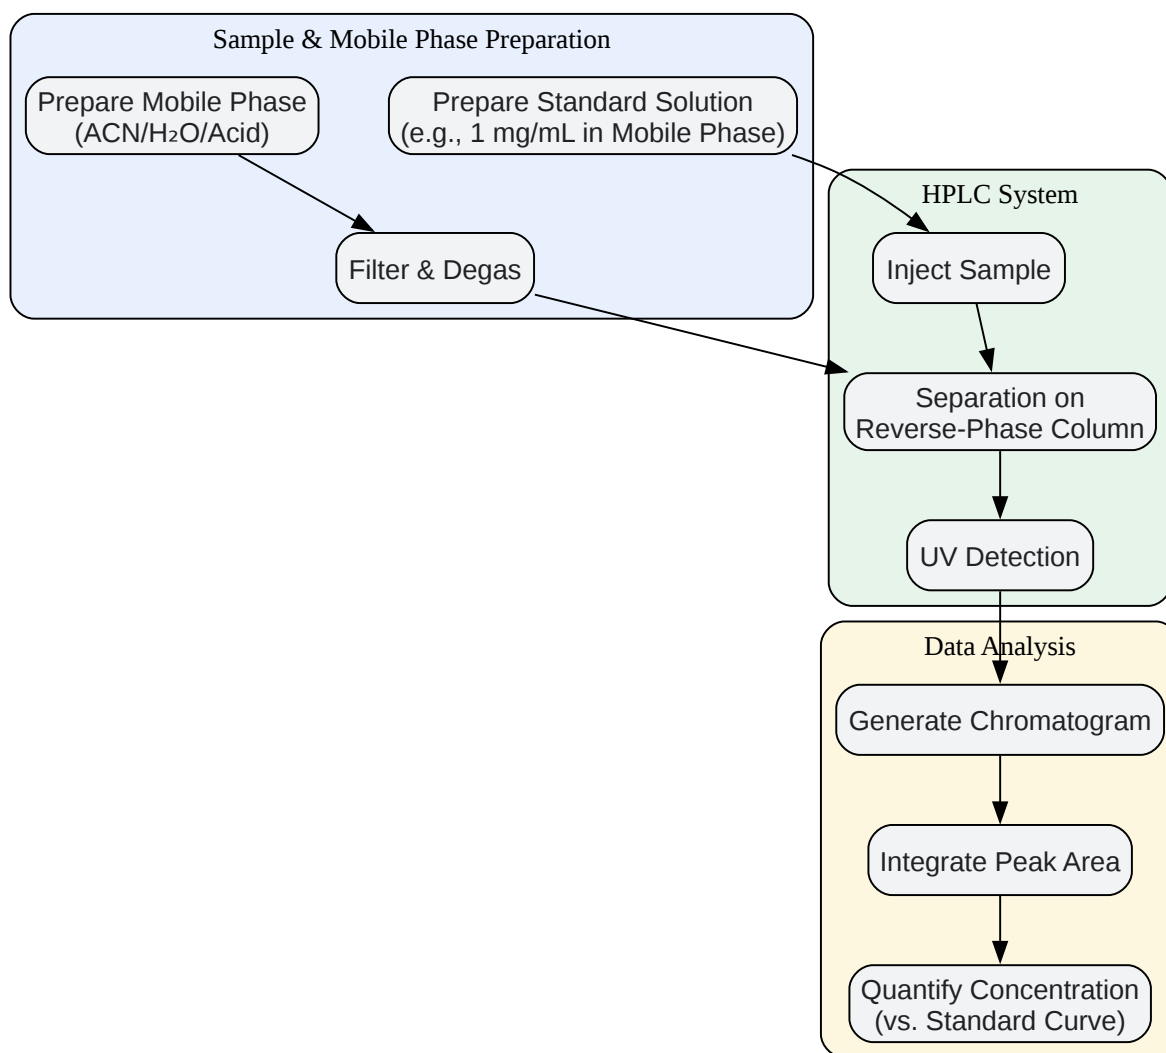 Sample & Mobile Phase Preparation
Prepare Mobile Phase
(ACN/H₂O/Acid)
Prepare Standard Solution
(e.g., 1 mg/mL in Mobile Phase)
Filter & Degas
HPLC System
Inject Sample
Separation on
Reverse-Phase Column
UV Detection
Data Analysis
Generate Chromatogram
Integrate Peak Area
Quantify Concentration
(vs. Standard Curve)